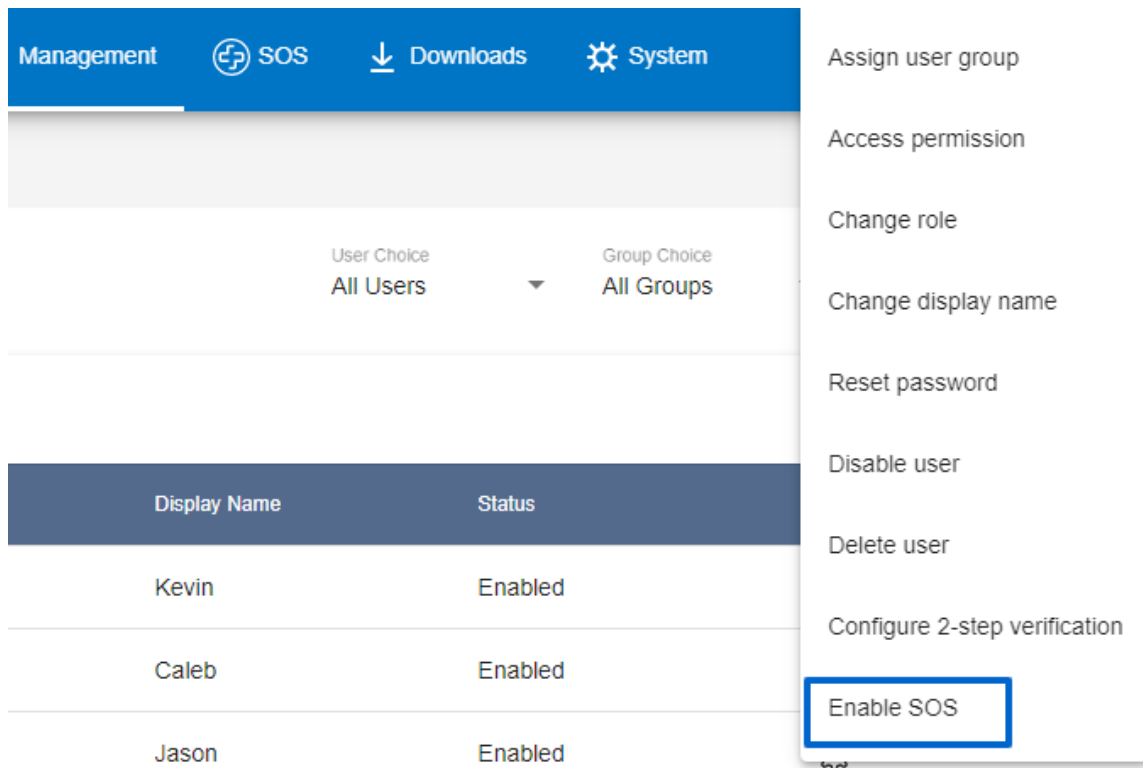 Management
SOS
Downloads
System
User Choice
All Users
Group Choice
All Groups
Display Name
Status
Kevin
Enabled
Caleb
Enabled
Jason
Enabled
Assign user group
Access permission
Change role
Change display name
Reset password
Disable user
Delete user
Configure 2-step verification
Enable SOS